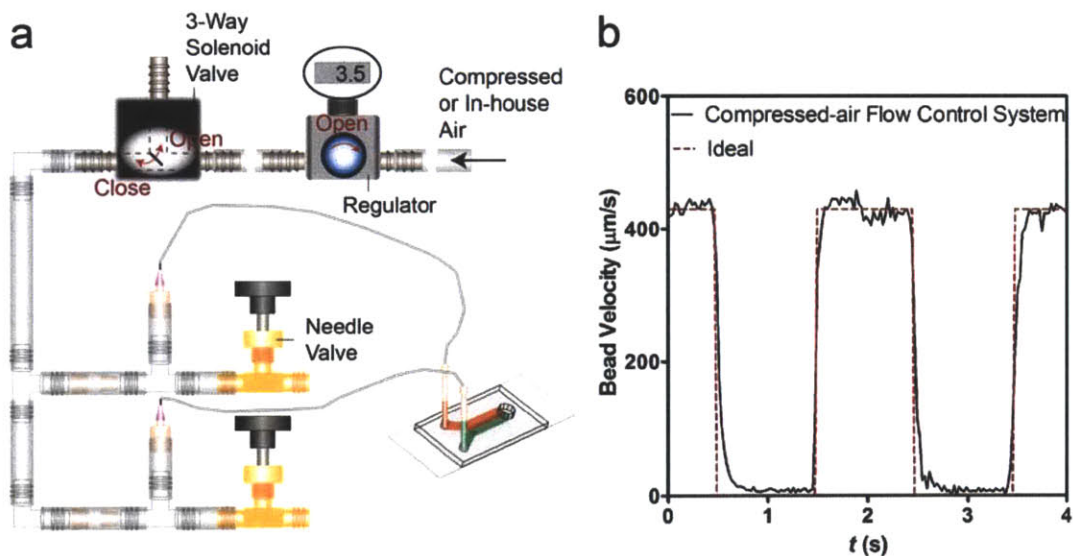 a
3-Way
Solenoid
Valve
3.5
Compressed
or In-house
Air
Open
Open
Close
Regulator
Needle
Valve
b
600
400
200
0
Bead Velocity (μm/s)
Compressed-air Flow Control System
Ideal
0
1
2
3
4
t (s)